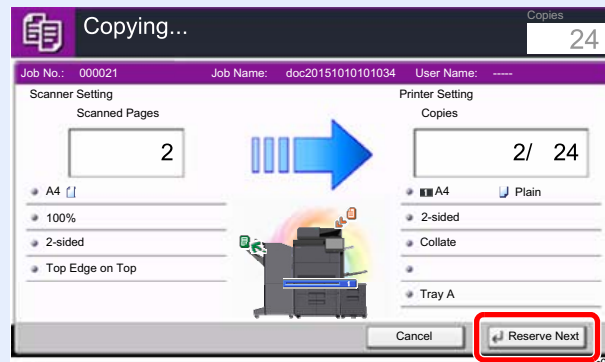 Copying...
Copies
24
Job No.: 000021 Job Name: doc20151010101034 User Name: -----
Scanner Setting Printer Setting
Scanned Pages Copies
2 2/ 24
A4 1 A4 Plain
100% 2-sided
2-sided Collate
Top Edge on Top
1
Tray A
Cancel Reserve Next